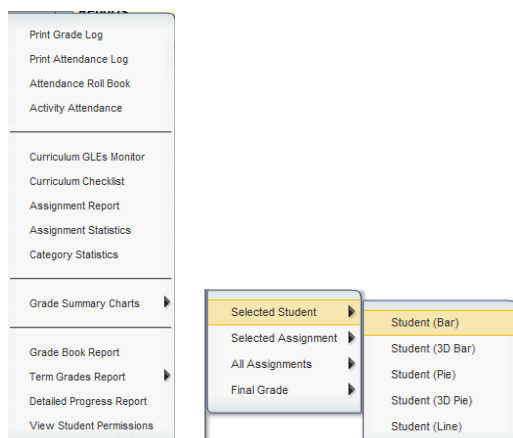 Reports
Print Grade Log
Print Attendance Log
Attendance Roll Book
Activity Attendance
Curriculum GLEs Monitor
Curriculum Checklist
Assignment Report
Assignment Statistics
Category Statistics
Grade Summary Charts
Grade Book Report
Term Grades Report
Detailed Progress Report
View Student Permissions
Selected Student
Selected Assignment
All Assignments
Final Grade
Student (Bar)
Student (3D Bar)
Student (Pie)
Student (3D Pie)
Student (Line)